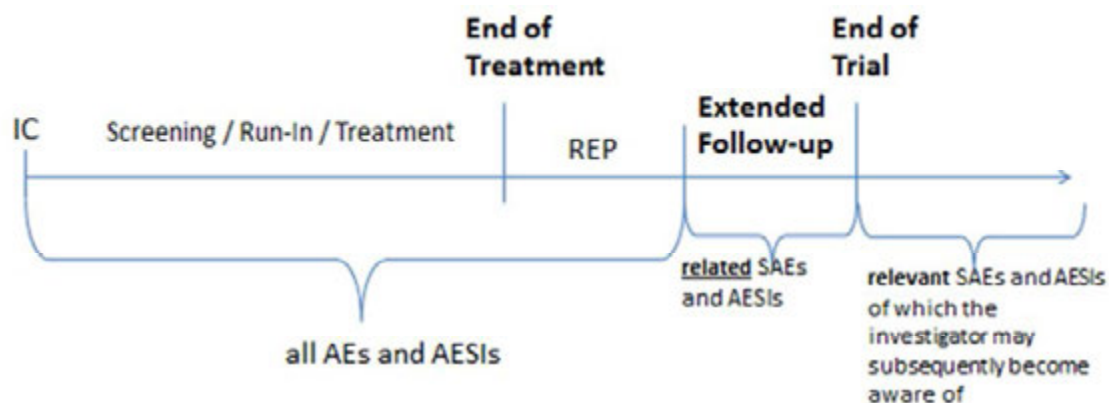 End of
Treatment
End of
Trial
IC
Screening / Run-In / Treatment
REP
Extended
Follow-up
all AEs and AESIs
related SAEs
and AESIs
relevant SAEs and AESIs
of which the
investigator may
subsequently become
aware of